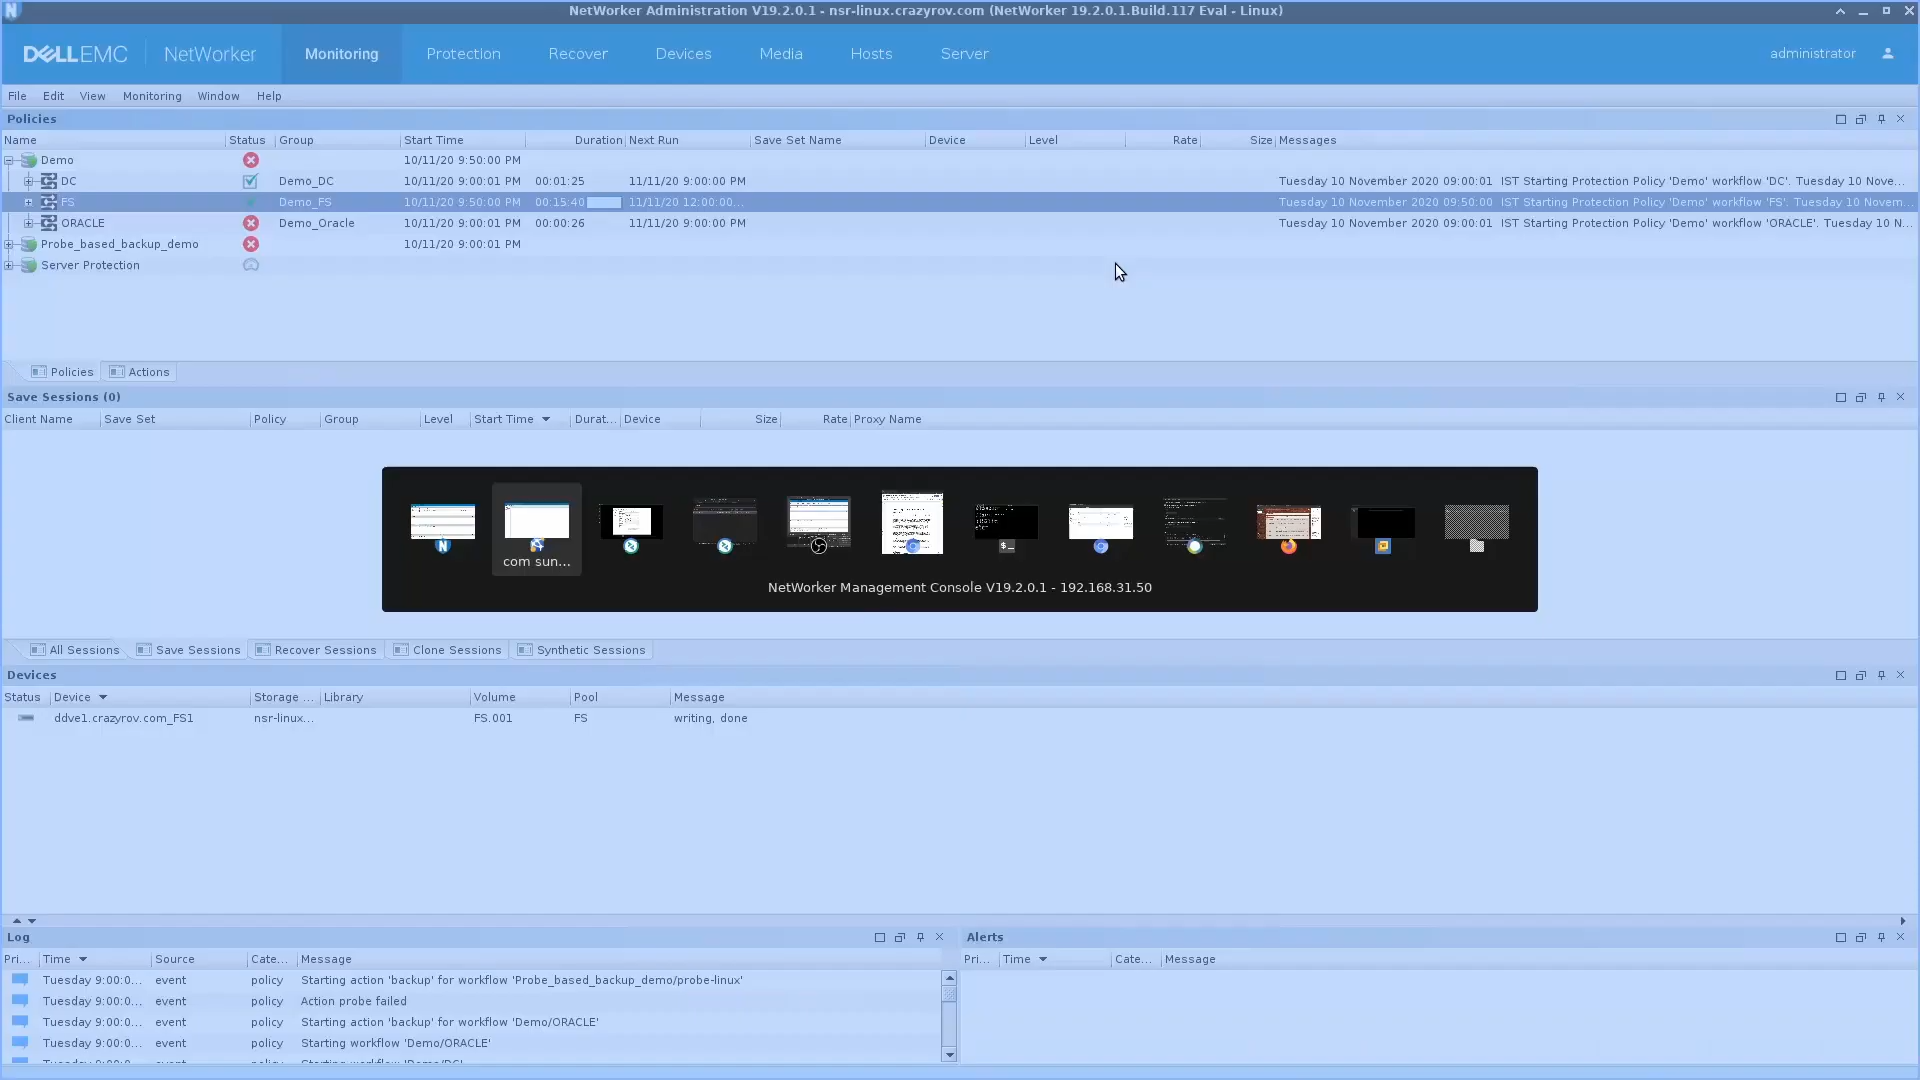 NetWorker Administration V19.2.0.1 - nsr-linux.crazyrov.com (NetWorker 19.2.0.1.Build.117 Eval - Linux)
DELLEMC NetWorker Monitoring Protection Recover Devices Media Hosts Server administrator
File Edit View Monitoring Window Help
Policies
Name Status Group Start Time Duration Next Run Save Set Name Device Level Rate Size Messages
Demo 10/11/20 9:50:00 PM
DC Demo_DC 10/11/20 9:00:01 PM 00:01:25 11/11/20 9:00:00 PM Tuesday 10 November 2020 09:00:01 IST Starting Protection Policy 'Demo' workflow 'DC'. Tuesday 10 Nove...
FS Demo_FS 10/11/20 9:50:00 PM 00:15:40 11/11/20 12:00:00... Tuesday 10 November 2020 09:50:00 IST Starting Protection Policy 'Demo' workflow 'FS'. Tuesday 10 Novem...
ORACLE Demo_Oracle 10/11/20 9:00:01 PM 00:00:26 11/11/20 9:00:00 PM Tuesday 10 November 2020 09:00:01 IST Starting Protection Policy 'Demo' workflow 'ORACLE'. Tuesday 10 N...
Probe_based_backup_demo 10/11/20 9:00:01 PM
Server Protection
Policies Actions
Save Sessions (0)
Client Name Save Set Policy Group Level Start Time Durat... Device Size Rate Proxy Name
com sun...
NetWorker Management Console V19.2.0.1 - 192.168.31.50
All Sessions Save Sessions Recover Sessions Clone Sessions Synthetic Sessions
Devices
Status Device Storage ... Library Volume Pool Message
ddve1.crazyrov.com_FS1 nsr-linux... FS.001 FS writing, done
Log
Pri... Time Source Cate... Message
Tuesday 9:00:0... event policy Starting action 'backup' for workflow 'Probe_based_backup_demo/probe-linux'
Tuesday 9:00:0... event policy Action probe failed
Tuesday 9:00:0... event policy Starting action 'backup' for workflow 'Demo/ORACLE'
Tuesday 9:00:0... event policy Starting workflow 'Demo/ORACLE'
Alerts
Pri... Time Cate... Message